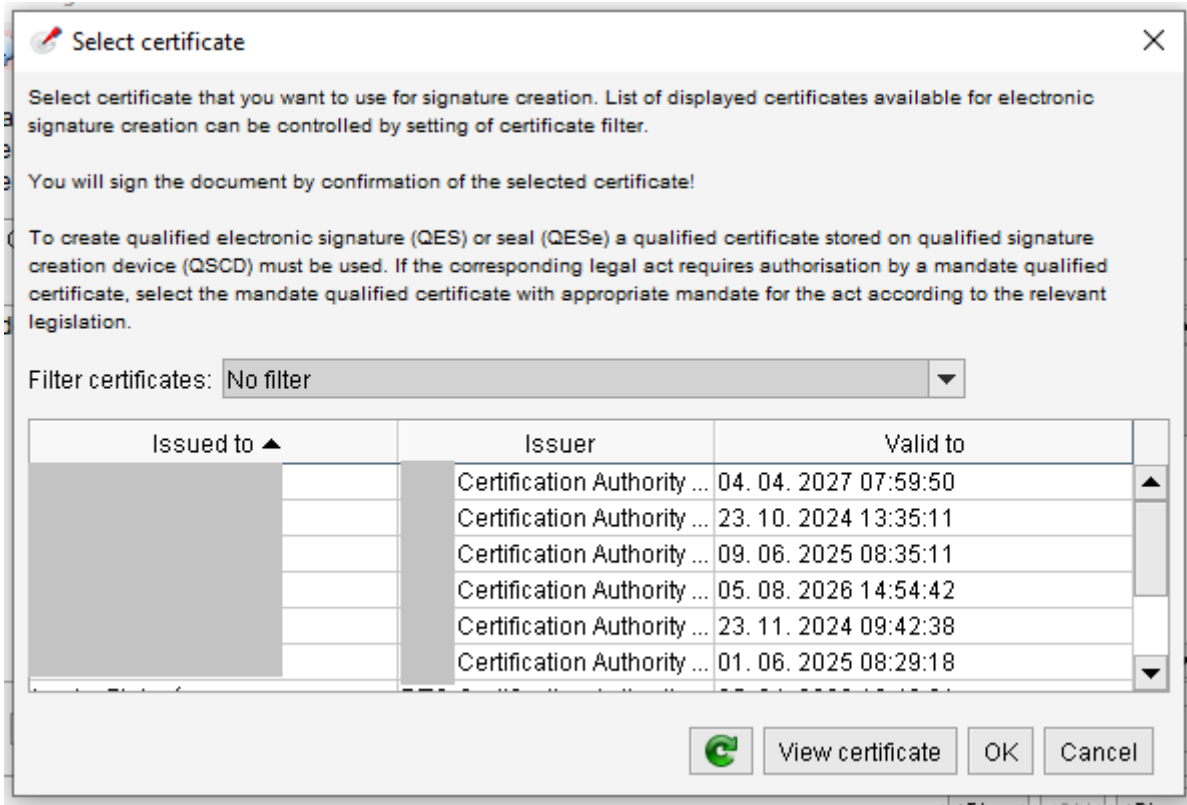 Select certificate
Select certificate that you want to use for signature creation. List of displayed certificates available for electronic
signature creation can be controlled by setting of certificate filter.
You will sign the document by confirmation of the selected certificate!
To create qualified electronic signature (QES) or seal (QESe) a qualified certificate stored on qualified signature
creation device (QSCD) must be used. If the corresponding legal act requires authorisation by a mandate qualified
certificate, select the mandate qualified certificate with appropriate mandate for the act according to the relevant
legislation.
Filter certificates: No filter
Issued to Issuer Valid to
Certification Authority ... 04. 04. 2027 07:59:50
Certification Authority ... 23. 10. 2024 13:35:11
Certification Authority ... 09. 06. 2025 08:35:11
Certification Authority ... 05. 08. 2026 14:54:42
Certification Authority ... 23. 11. 2024 09:42:38
Certification Authority ... 01. 06. 2025 08:29:18
View certificate OK Cancel